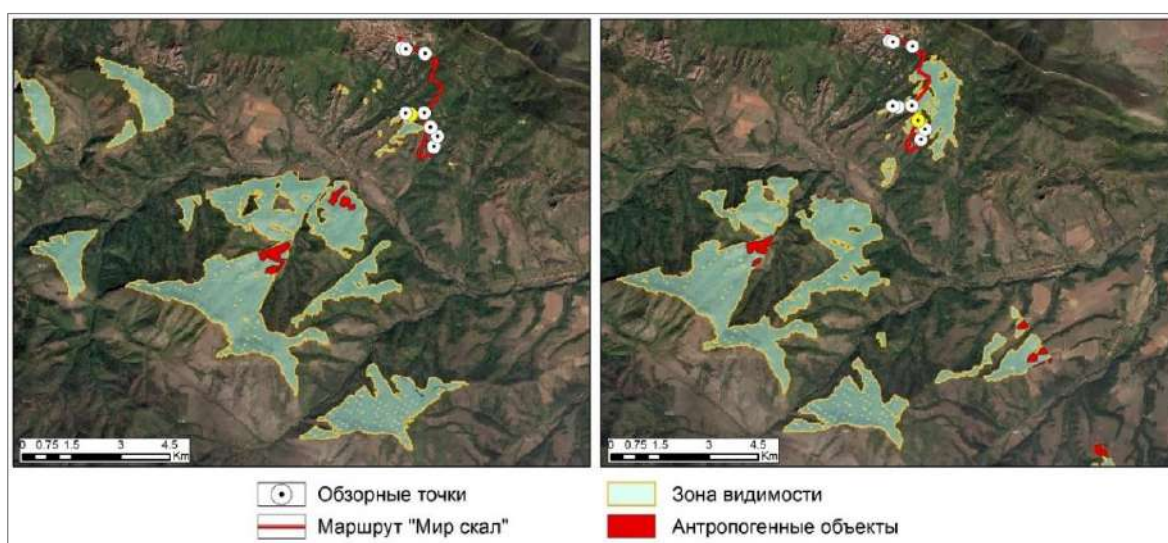 0 0.75 1.5 3 4.5
Km
0 0.75 1.5 3 4.5
Km
Обзорные точки
Зона видимости
Маршрут "Мир скал"
Антропогенные объекты